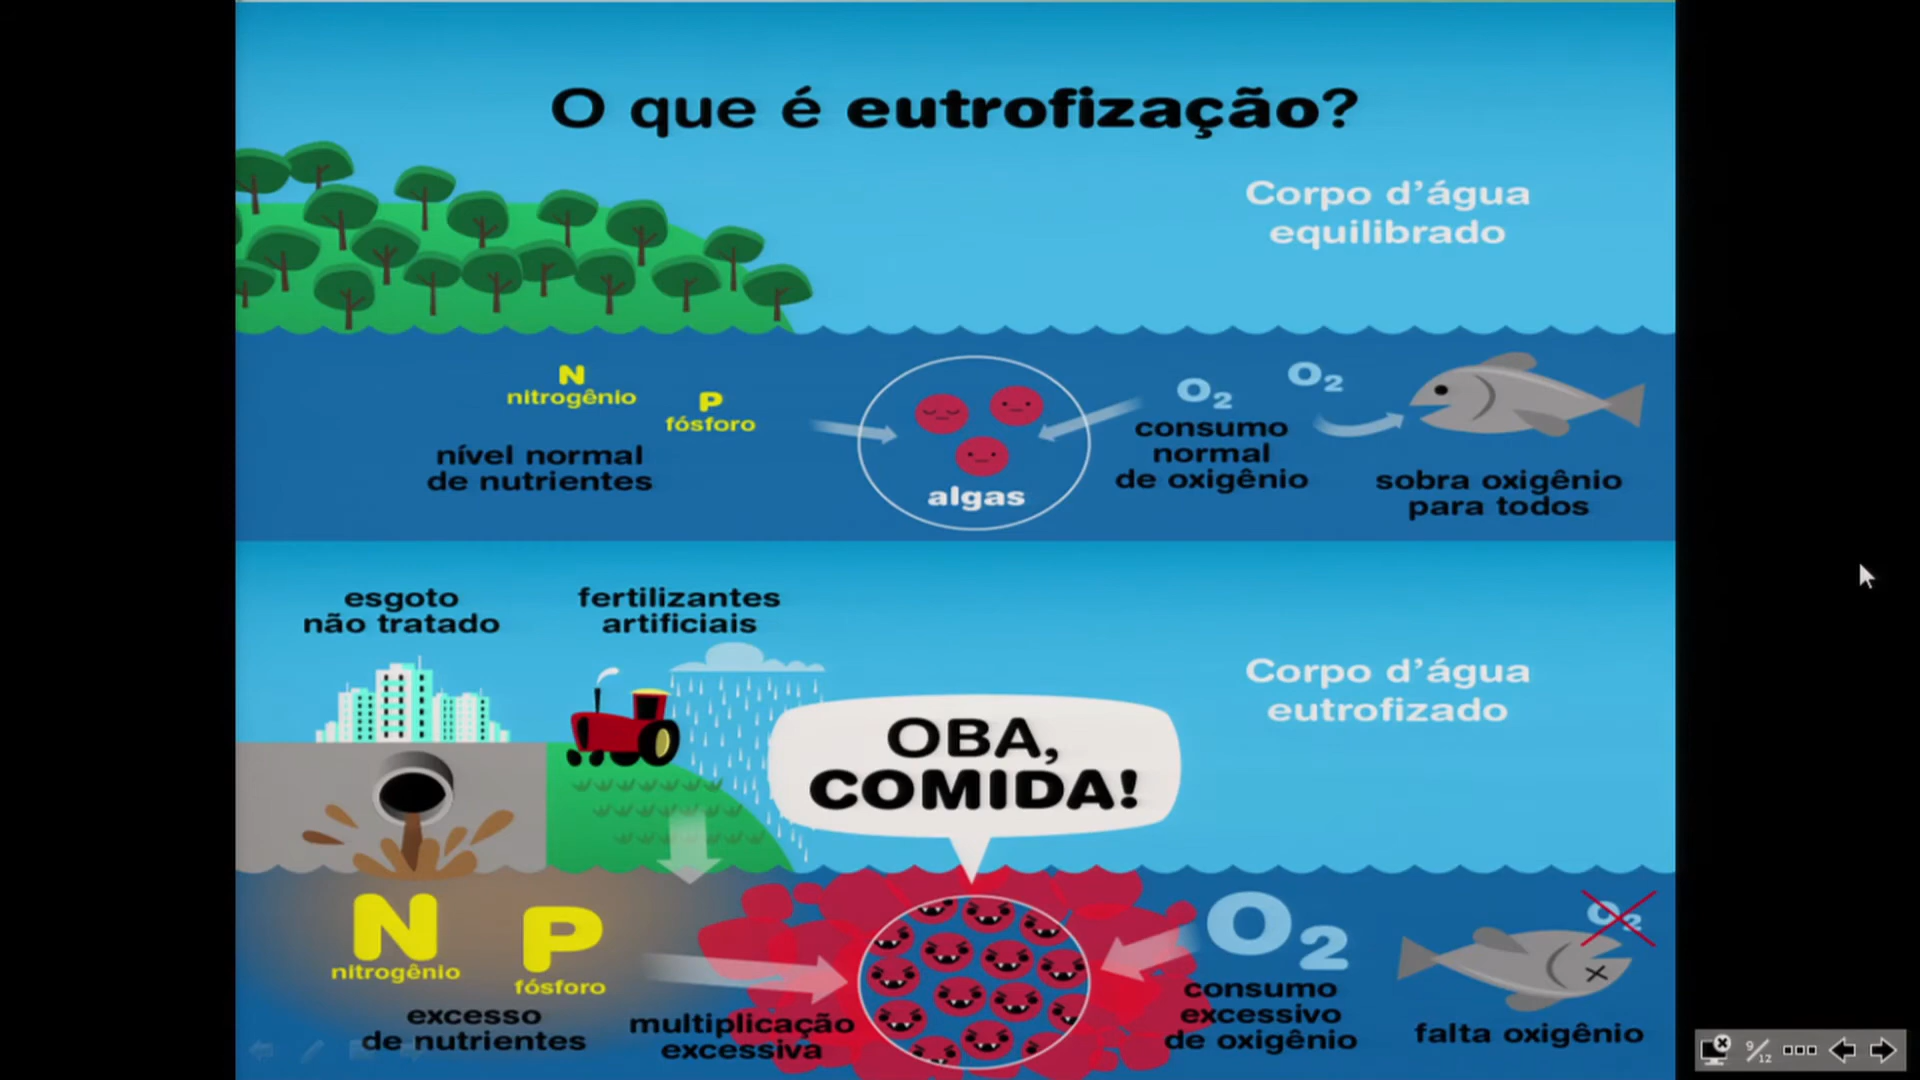 O que é eutrofização?
Corpo d'água
equilibrado
N
nitrogênio
P
fósforo
nível normal
de nutrientes
algas
O2
consumo
normal
de oxigênio
O2
sobra oxigênio
para todos
esgoto
não tratado
fertilizantes
artificiais
Corpo d'água
eutrofizado
OBA,
COMIDA!
N
nitrogênio
P
fósforo
excesso
de nutrientes
multiplicação
excessiva
O2
consumo
excessivo
de oxigênio
O2
falta oxigênio
9/12